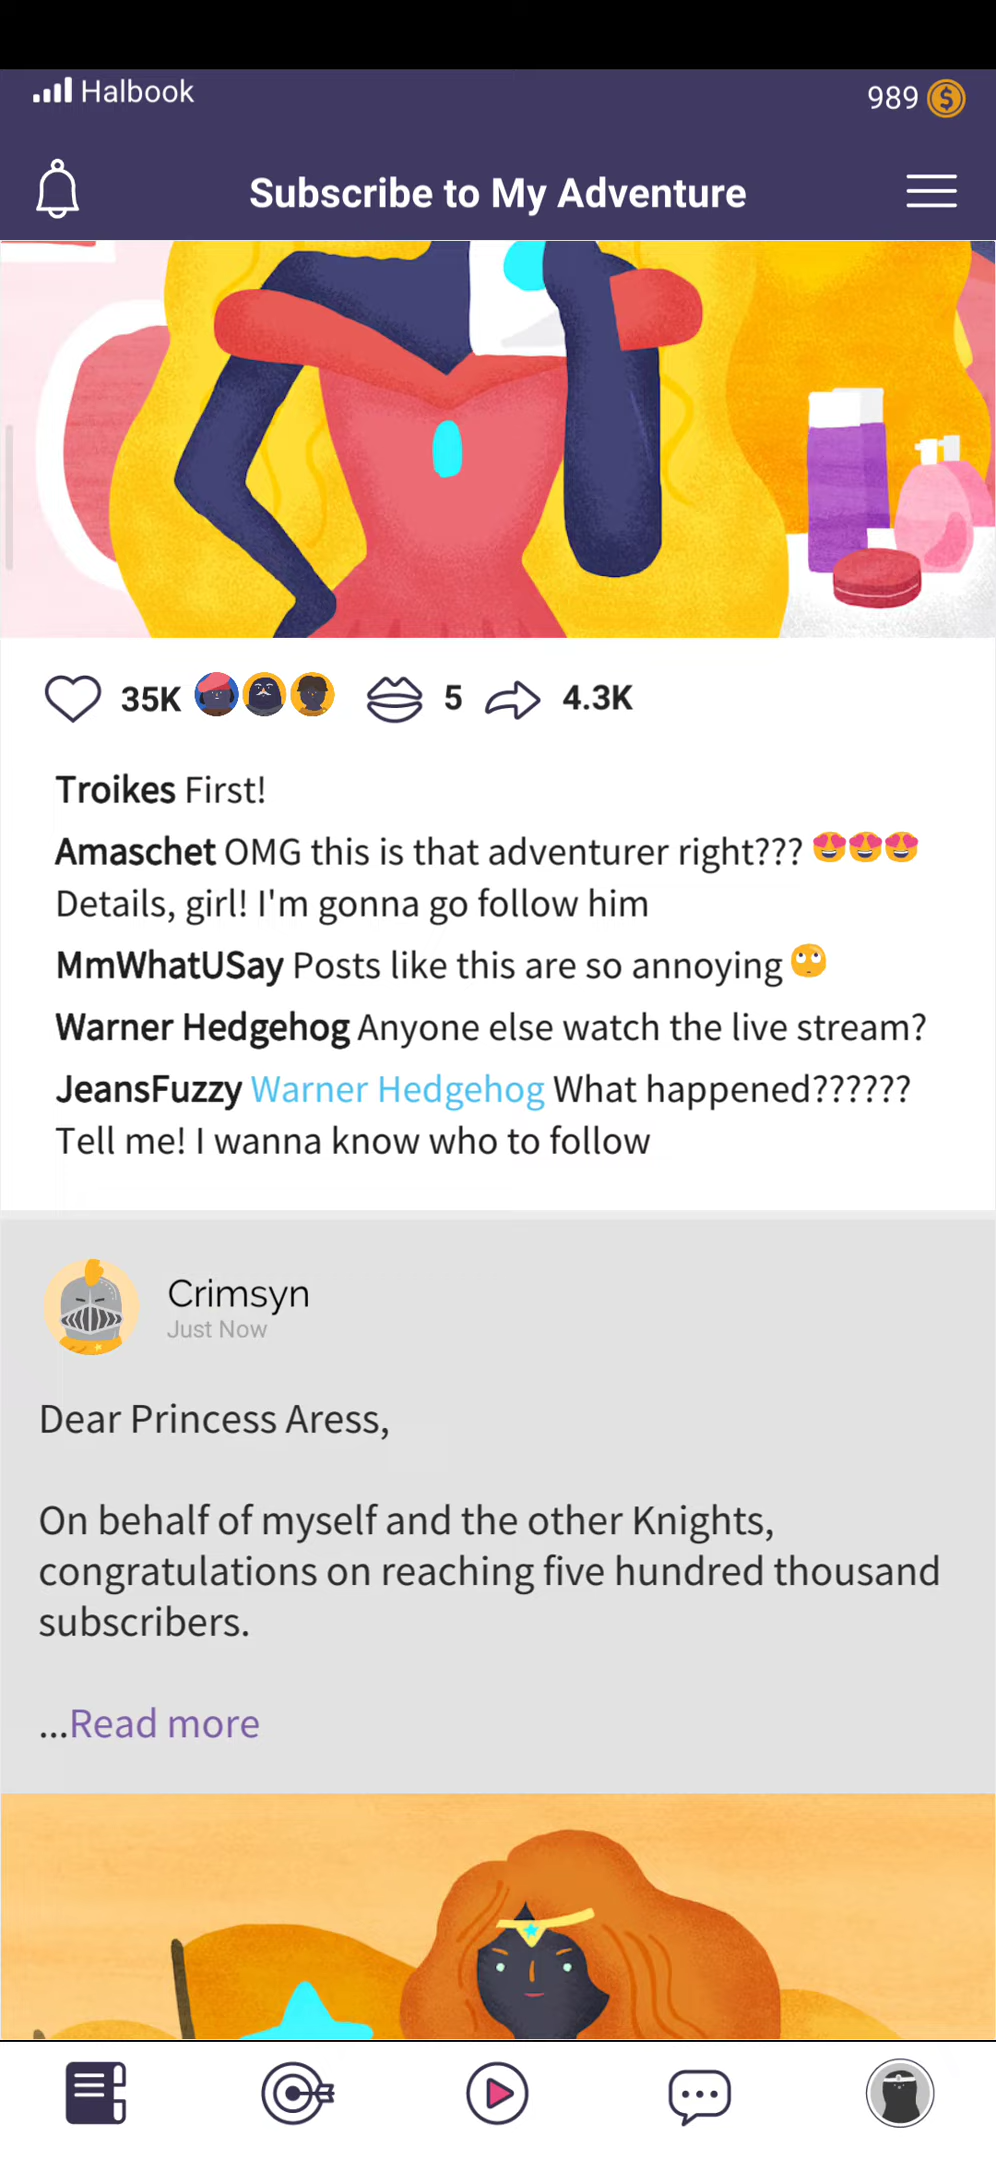 Halbook
989
Subscribe to My Adventure
35K 5 4.3K
Troikes First!
Amaschet OMG this is that adventurer right??? 😍😍😍
Details, girl! I'm gonna go follow him
MmWhatUSay Posts like this are so annoying 🙄
Warner Hedgehog Anyone else watch the live stream?
JeansFuzzy Warner Hedgehog What happened??????
Tell me! I wanna know who to follow
Crimsyn
Just Now
Dear Princess Aress,
On behalf of myself and the other Knights,
congratulations on reaching five hundred thousand
subscribers.
...Read more